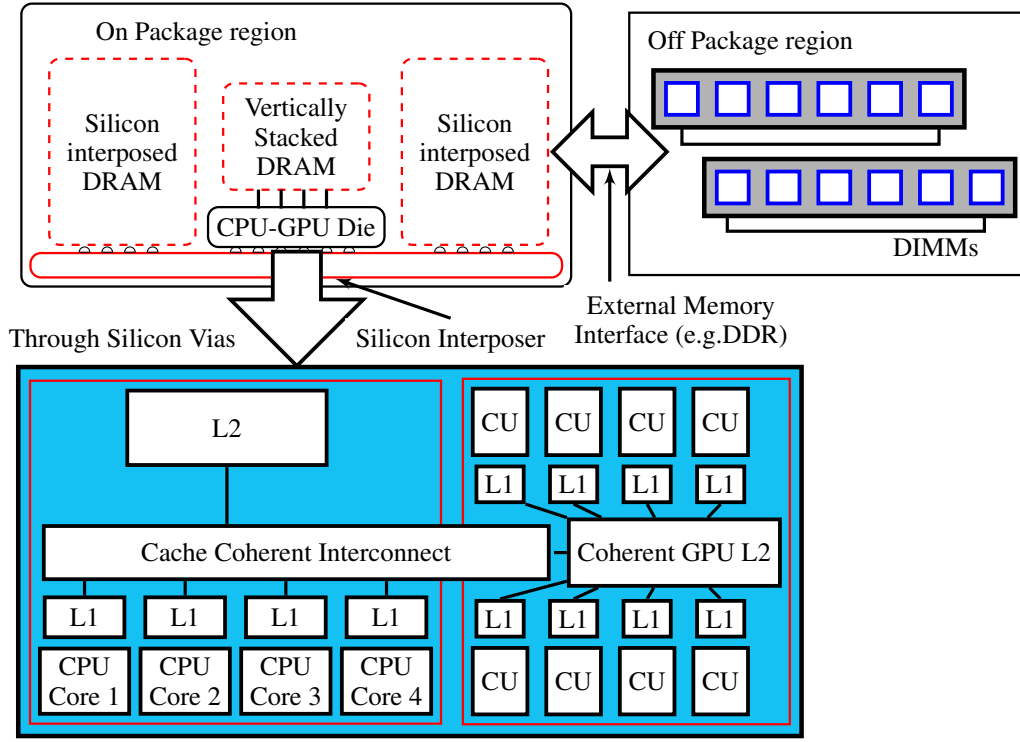 On Package region
Silicon
interposed
DRAM
Vertically
Stacked
DRAM
Silicon
interposed
DRAM
CPU-GPU Die
Off Package region
DIMMs
External Memory
Interface (e.g.DDR)
Through Silicon Vias
Silicon Interposer
L2
Cache Coherent Interconnect
L1
L1
L1
L1
CPU
Core 1
CPU
Core 2
CPU
Core 3
CPU
Core 4
CU
CU
CU
CU
L1
L1
L1
L1
Coherent GPU L2
L1
L1
L1
L1
CU
CU
CU
CU